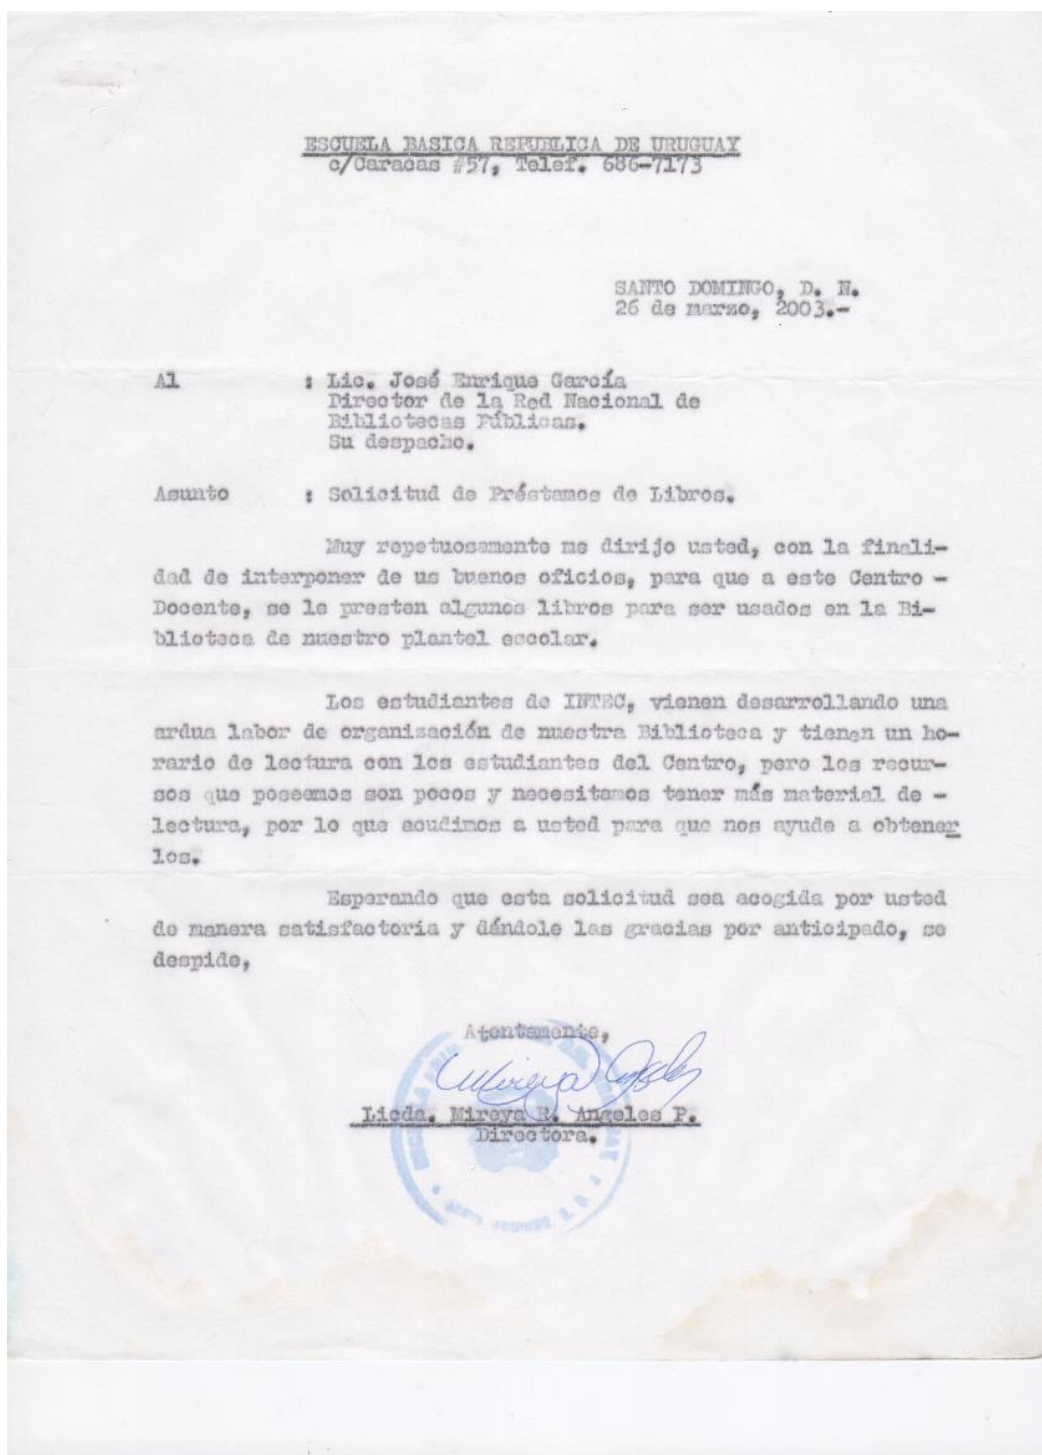 ESCUELA BASICA REPUBLICA DE URUGUAY
c/Caracas #57, Telef. 686-7173
SANTO DOMINGO, D. N.
26 de marzo, 2003.-
Al : Lic. José Enrique García
Director de la Red Nacional de
Bibliotecas Públicas.
Su despacho.
Asunto : Solicitud de Préstamos de Libros.
Muy repetuosamente me dirijo usted, con la finali-
dad de interponer de us buenos oficios, para que a este Centro -
Docente, se le presten algunos libros para ser usados en la Bi-
blioteca de nuestro plantel escolar.
Los estudiantes de INTEC, vienen desarrollando una
ardua labor de organización de nuestra Biblioteca y tienen un ho-
rario de lectura con los estudiantes del Centro, pero los recur-
sos que poseemos son pocos y necesitamos tener más material de -
lectura, por lo que acudimos a usted para que nos ayude a obtener
los.
Esperando que esta solicitud sea acogida por usted
de manera satisfactoria y dándole las gracias por anticipado, se
despide,
Atentamente,
Licda. Mireya R. Angeles P.
Directora.